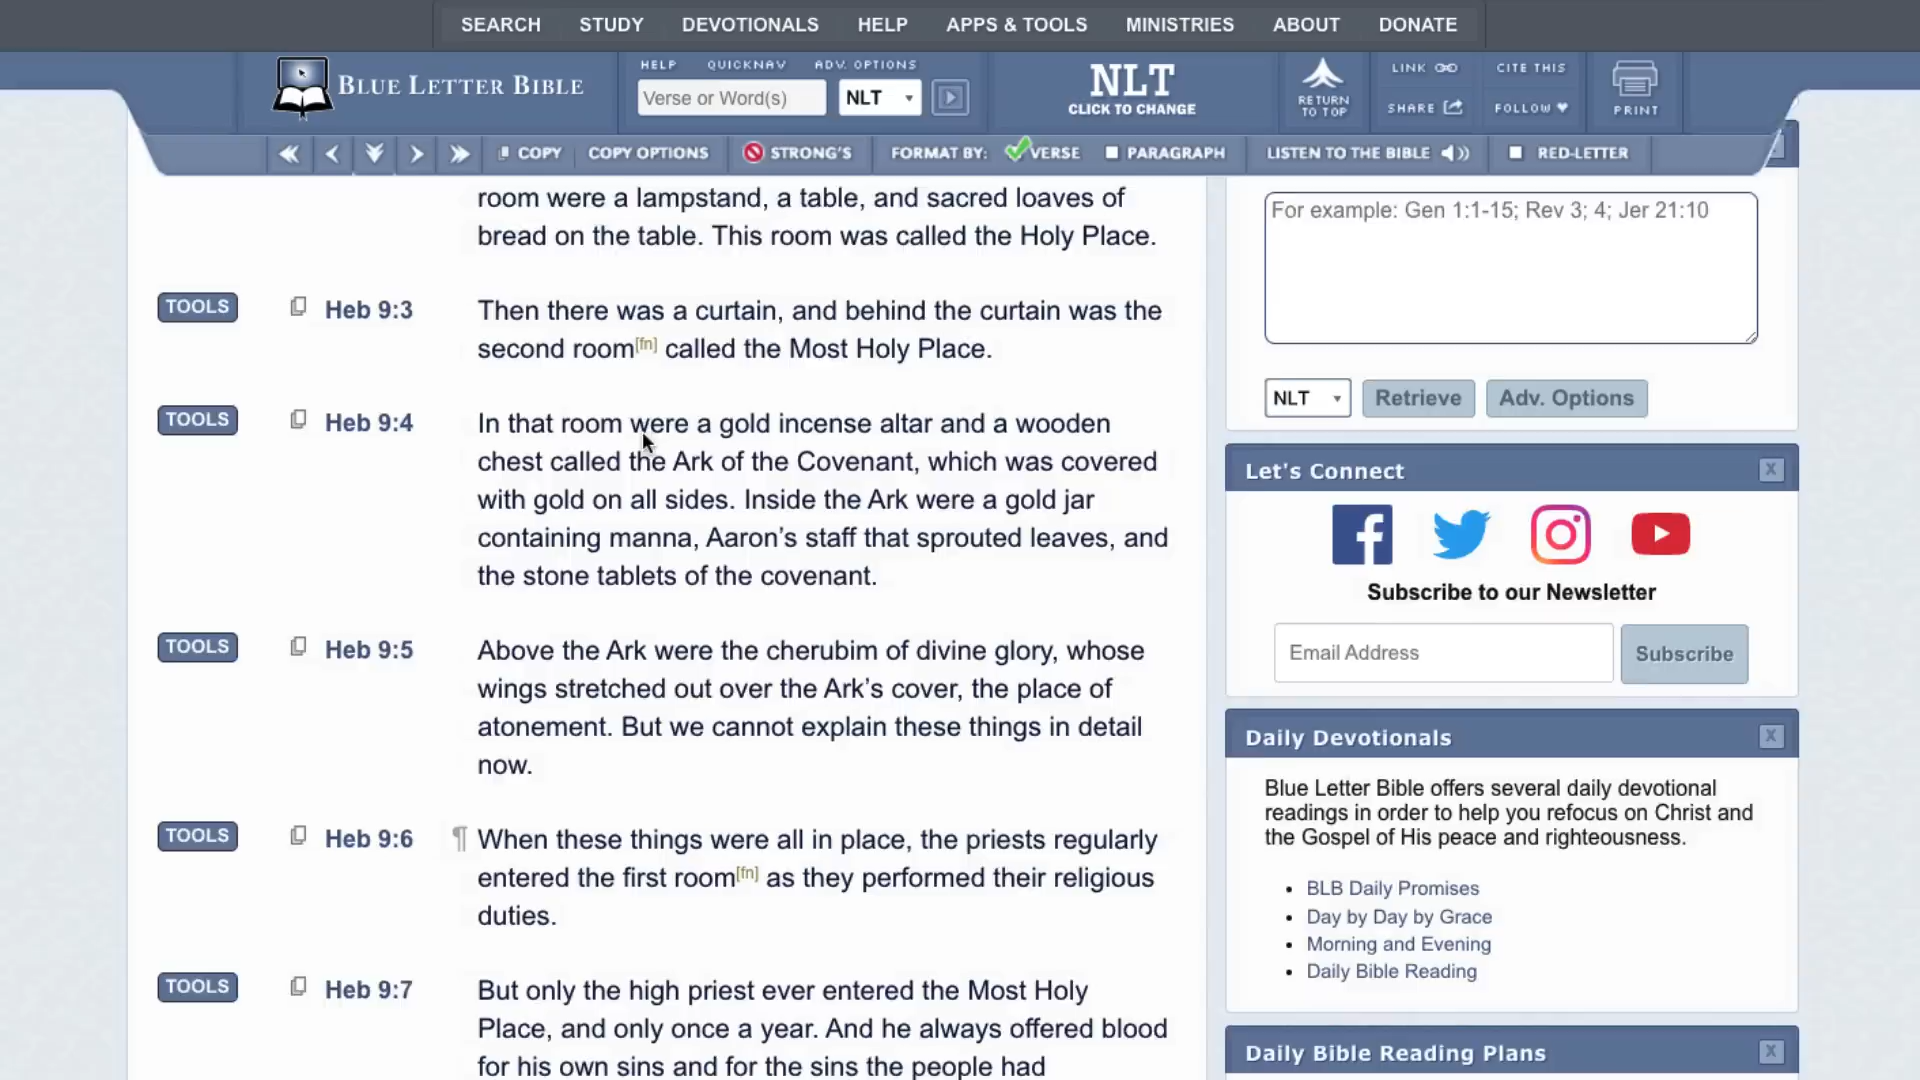 SEARCH STUDY DEVOTIONALS HELP APPS & TOOLS MINISTRIES ABOUT DONATE
BLUE LETTER BIBLE
HELP QUICKNAV ADV. OPTIONS
Verse or Word(s) NLT
NLT
CLICK TO CHANGE
RETURN
TO TOP
LINK CITE THIS
SHARE FOLLOW
PRINT
COPY COPY OPTIONS STRONG'S FORMAT BY: VERSE PARAGRAPH LISTEN TO THE BIBLE RED-LETTER
room were a lampstand, a table, and sacred loaves of
bread on the table. This room was called the Holy Place.
TOOLS Heb 9:3 Then there was a curtain, and behind the curtain was the
second room[fn] called the Most Holy Place.
TOOLS Heb 9:4 In that room were a gold incense altar and a wooden
chest called the Ark of the Covenant, which was covered
with gold on all sides. Inside the Ark were a gold jar
containing manna, Aaron’s staff that sprouted leaves, and
the stone tablets of the covenant.
TOOLS Heb 9:5 Above the Ark were the cherubim of divine glory, whose
wings stretched out over the Ark’s cover, the place of
atonement. But we cannot explain these things in detail
now.
TOOLS Heb 9:6 ¶ When these things were all in place, the priests regularly
entered the first room[fn] as they performed their religious
duties.
TOOLS Heb 9:7 But only the high priest ever entered the Most Holy
Place, and only once a year. And he always offered blood
for his own sins and for the sins the people had
For example: Gen 1:1-15; Rev 3; 4; Jer 21:10
NLT Retrieve Adv. Options
Let's Connect X
Subscribe to our Newsletter
Email Address Subscribe
Daily Devotionals X
Blue Letter Bible offers several daily devotional
readings in order to help you refocus on Christ and
the Gospel of His peace and righteousness.
• BLB Daily Promises
• Day by Day by Grace
• Morning and Evening
• Daily Bible Reading
Daily Bible Reading Plans X